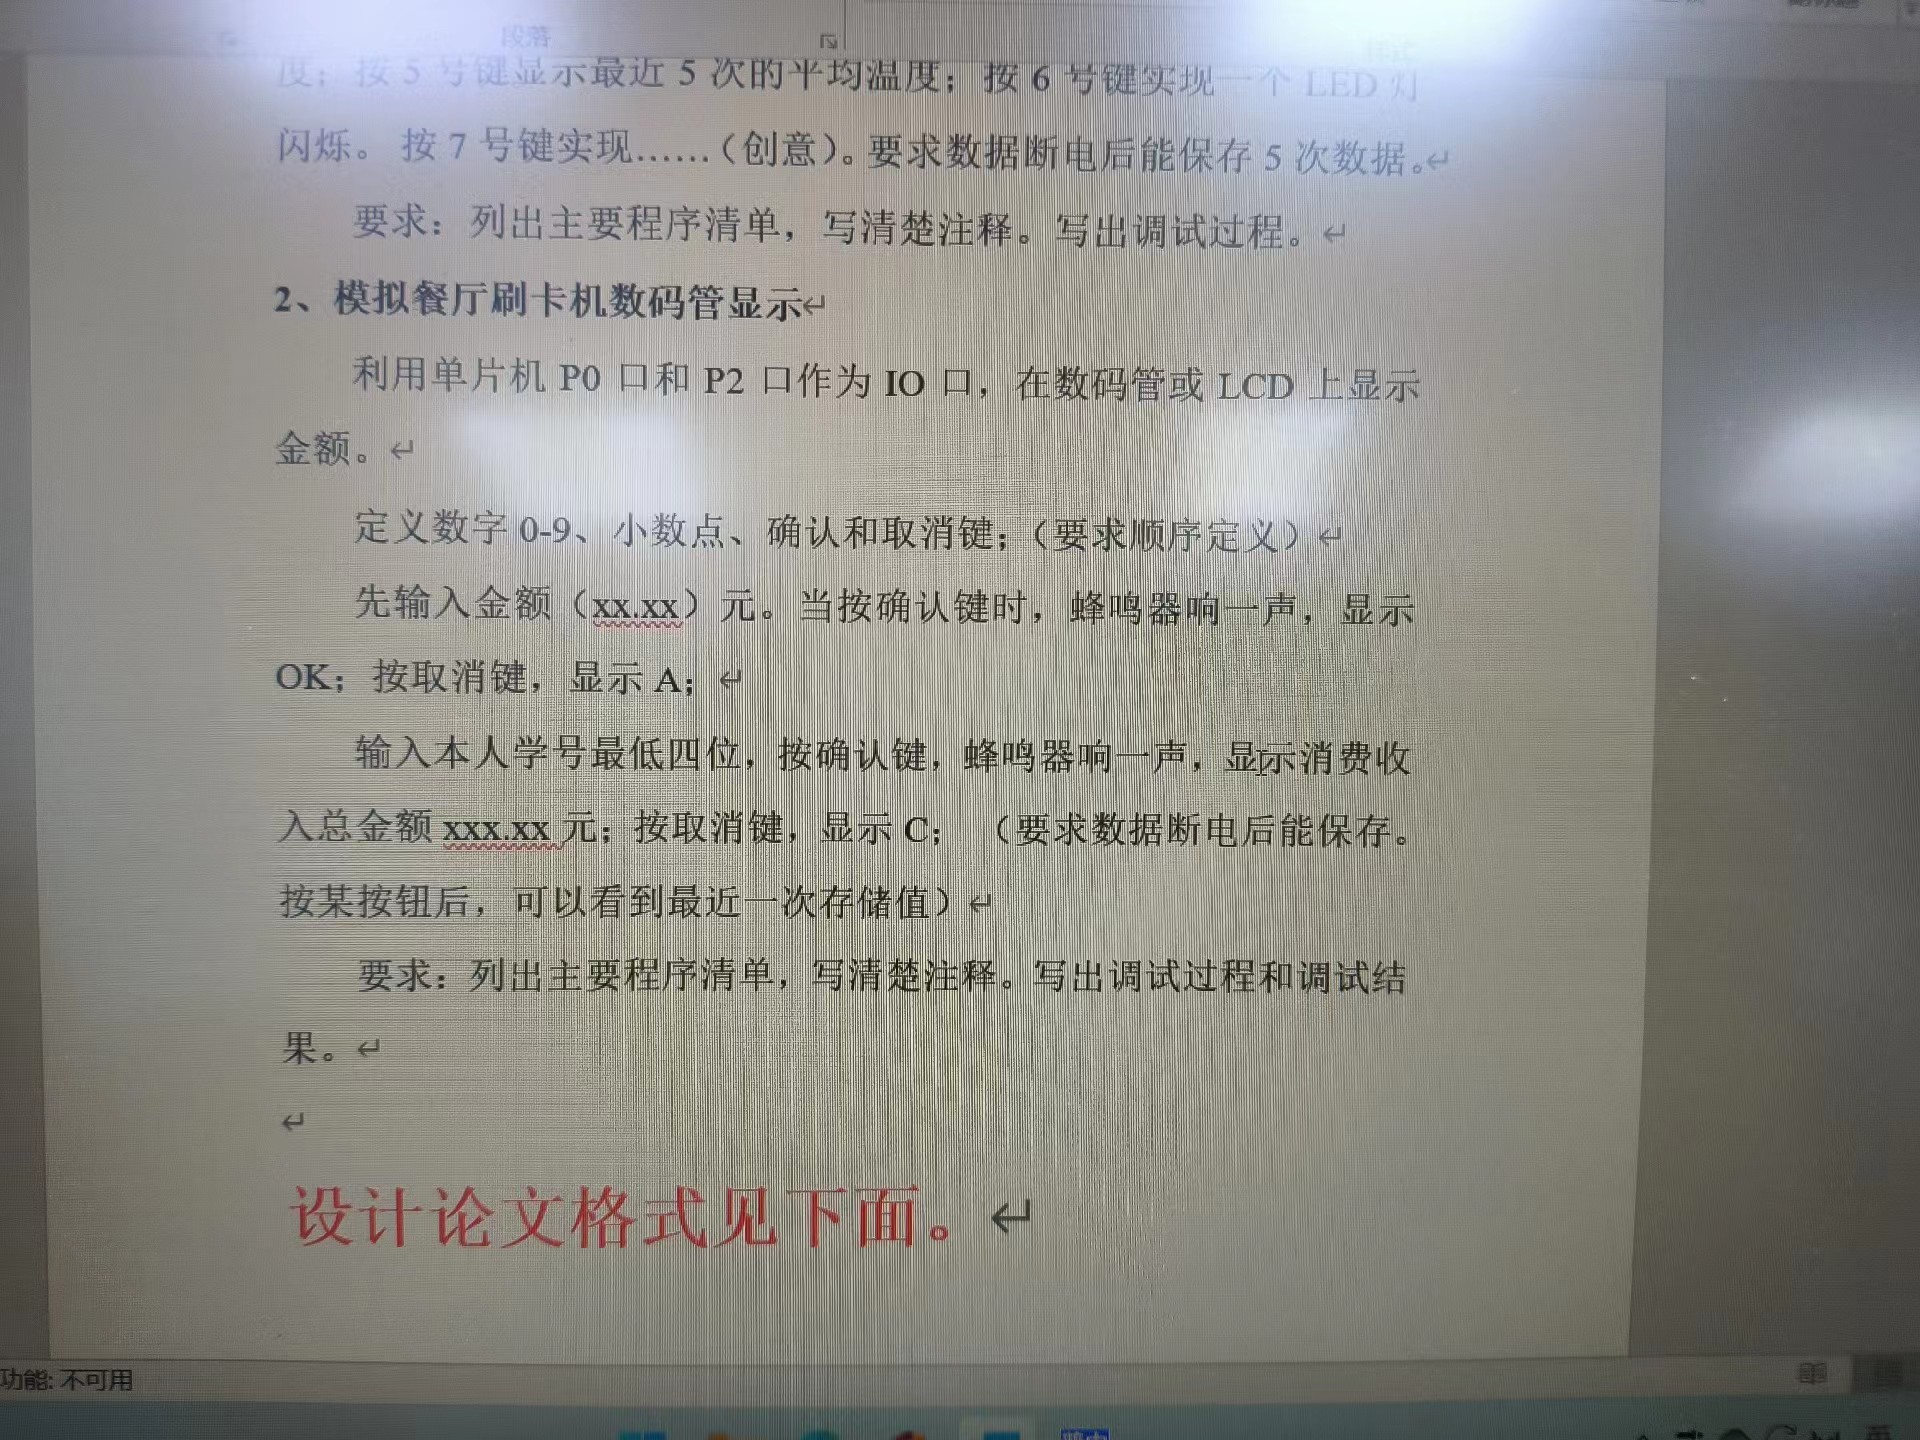 段落
度；按 5 号键显示最近 5 次的平均温度；按 6 号键实现一个 LED 灯
闪烁。 按 7 号键实现……（创意）。要求数据断电后能保存 5 次数据。
要求：列出主要程序清单，写清楚注释。写出调试过程。
2、模拟餐厅刷卡机数码管显示
利用单片机 P0 口和 P2 口作为 IO 口，在数码管或 LCD 上显示
金额。
定义数字 0-9、小数点、确认和取消键；（要求顺序定义）
先输入金额（xx.xx）元。当按确认键时，蜂鸣器响一声，显示
OK；按取消键，显示 A；
输入本人学号最低四位，按确认键，蜂鸣器响一声，显示消费收
入总金额 xxx.xx 元；按取消键，显示 C；（要求数据断电后能保存。
按某按钮后，可以看到最近一次存储值）
要求：列出主要程序清单，写清楚注释。写出调试过程和调试结
果。
设计论文格式见下面。
功能: 不可用